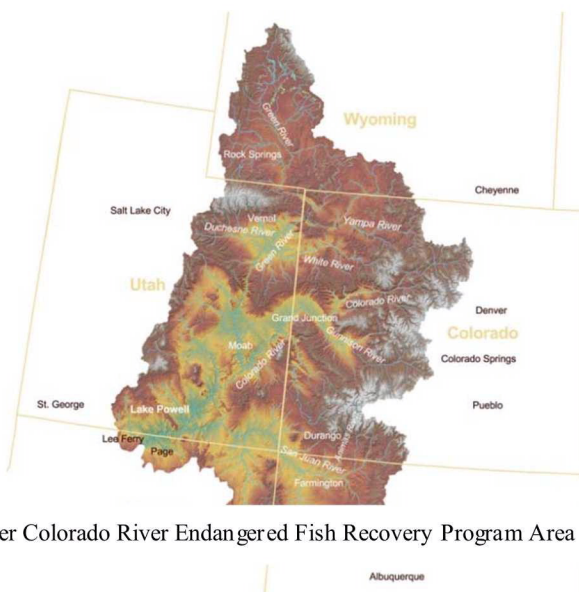 Wyoming
Green River
Rock Springs
Cheyenne
Salt Lake City
Vernal
Duchesne River
Yampa River
Green River
White River
Utah
Colorado River
Grand Junction
Denver
Gunnison River
Colorado
Moab
Colorado River
Colorado Springs
St. George
Lake Powell
Pueblo
Lee Ferry
Durango
Page
San Juan River
Farmington
er Colorado River Endangered Fish Recovery Program Area
Albuquerque